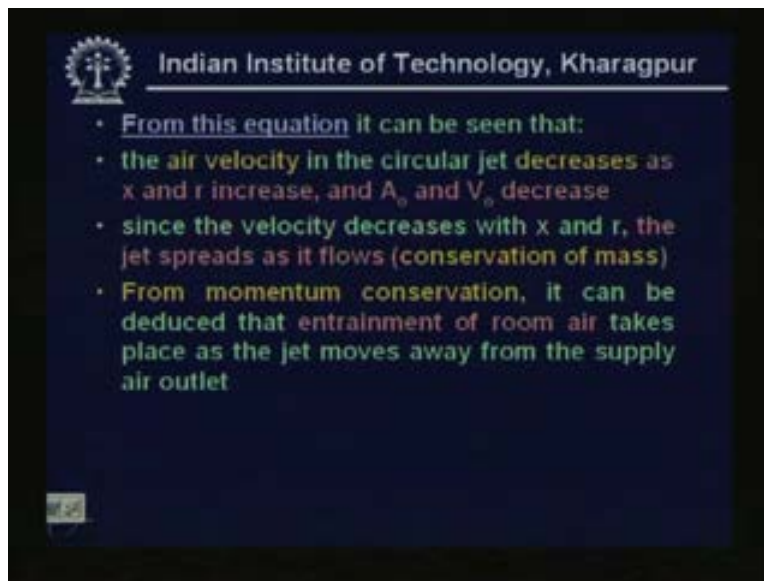 Indian Institute of Technology, Kharagpur
• From this equation it can be seen that:
• the air velocity in the circular jet decreases as
x and r increase, and Aₒ and Vₒ decrease
• since the velocity decreases with x and r, the
jet spreads as it flows (conservation of mass)
• From momentum conservation, it can be
deduced that entrainment of room air takes
place as the jet moves away from the supply
air outlet